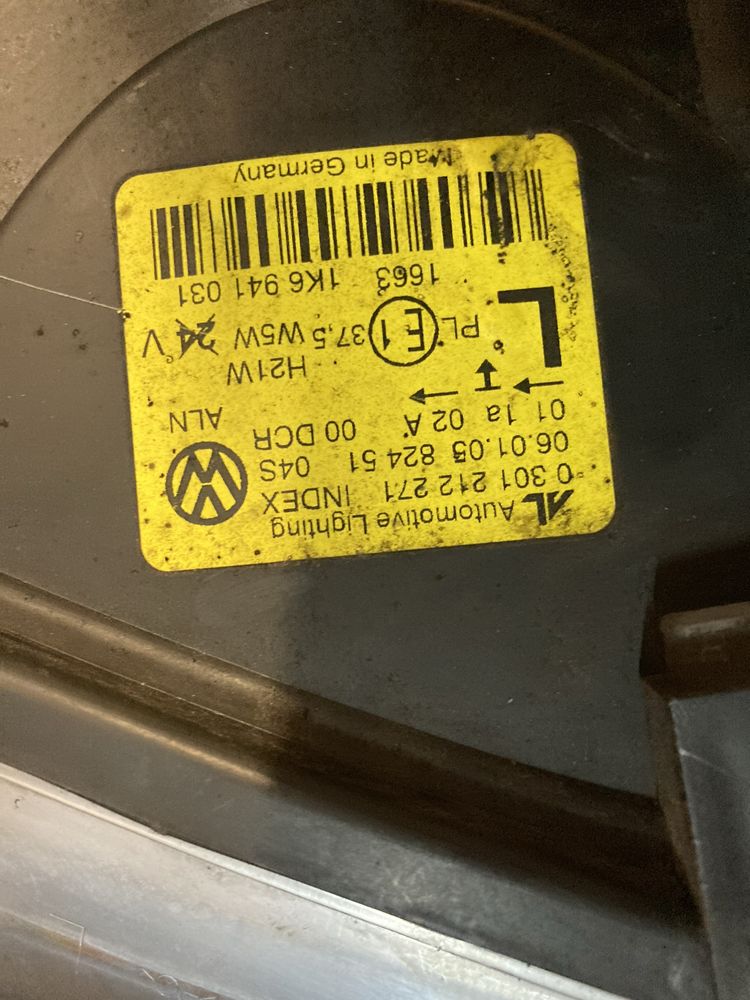 AL Automotive Lighting
0 301 212 271 INDEX
06.01.05 824 51 04S
01 1a 02 A 00 DCR ALN
H21W
L PL E1 37,5 W5W 24 V
1663 1K6 941 031
Made in Germany